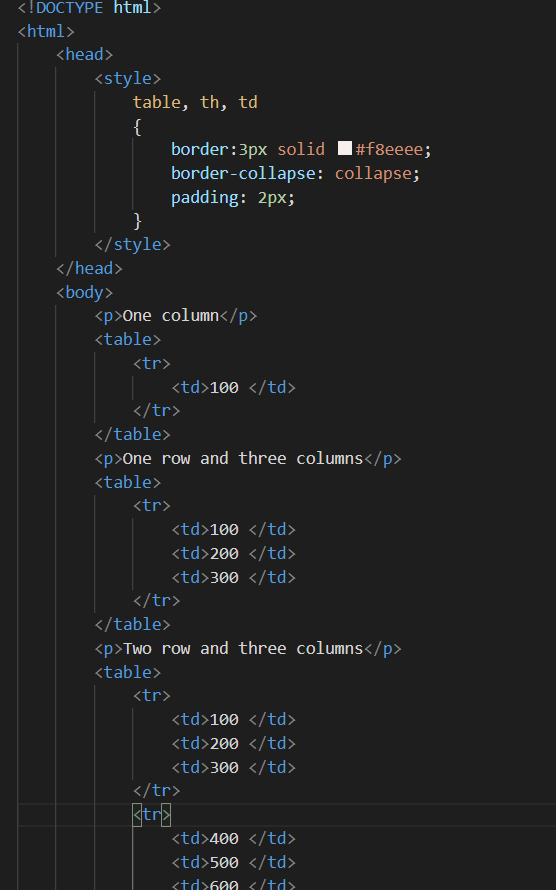 <!DOCTYPE html>
<html>
    <head>
        <style>
            table, th, td
            {
                border:3px solid #f8eeee;
                border-collapse: collapse;
                padding: 2px;
            }
        </style>
    </head>
    <body>
        <p>One column</p>
        <table>
            <tr>
                <td>100 </td>
            </tr>
        </table>
        <p>One row and three columns</p>
        <table>
            <tr>
                <td>100 </td>
                <td>200 </td>
                <td>300 </td>
            </tr>
        </table>
        <p>Two row and three columns</p>
        <table>
            <tr>
                <td>100 </td>
                <td>200 </td>
                <td>300 </td>
            </tr>
            <tr>
                <td>400 </td>
                <td>500 </td>
                <td>600 </td>